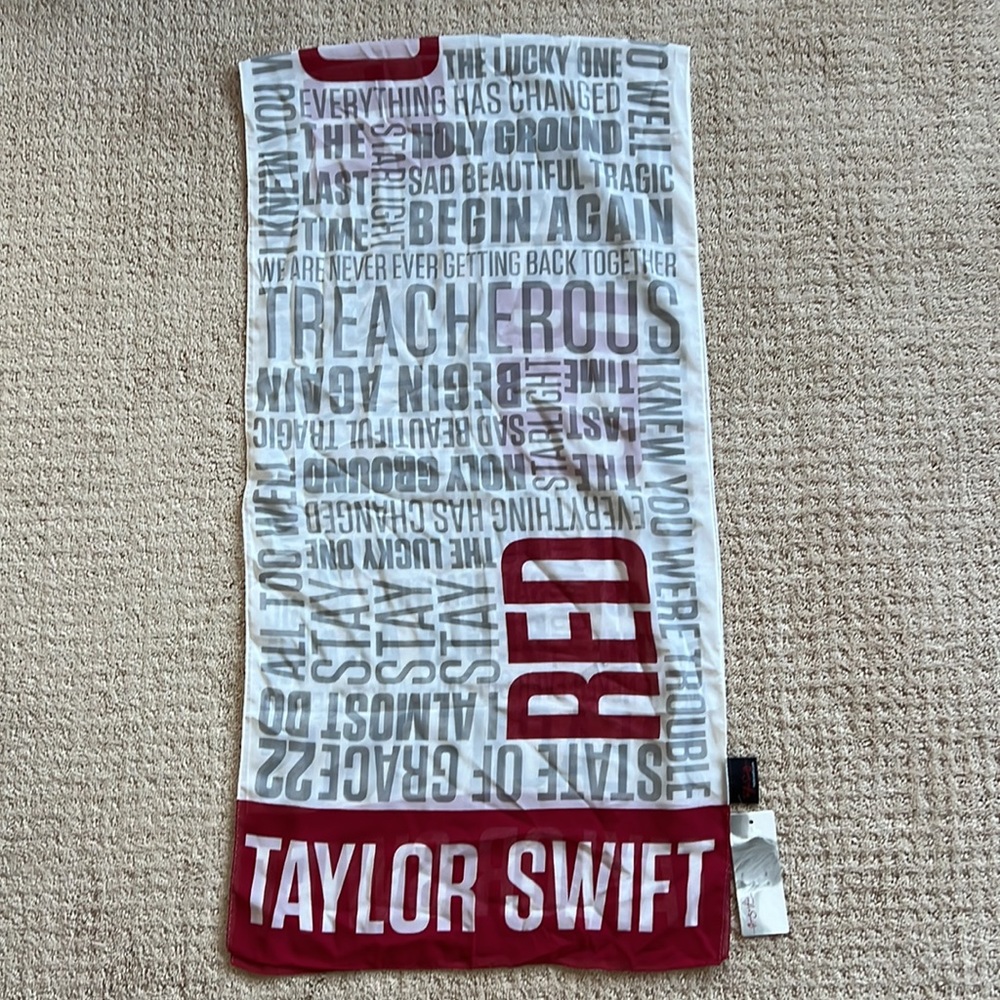 THE LUCKY ONE
EVERYTHING HAS CHANGED
THE
LAST
TIME
STARLIGHT
HOLY GROUND
SAD BEAUTIFUL TRAGIC
BEGIN AGAIN
I KNEW YOU W
O WELL
WE ARE NEVER EVER GETTING BACK TOGETHER
TREACHEROUS
I KNEW YOU WERE TROUBLE
BEGIN AGAIN
SAD BEAUTIFUL TRAGIC
HOLY GROUND
STARLIGHT
THE
LAST
TIME
EVERYTHING HAS CHANGED
THE LUCKY ONE
ALL TOO WELL
STAY
STAY
STAY
RED
ALMOST DO
STATE OF GRACE 22
TAYLOR SWIFT